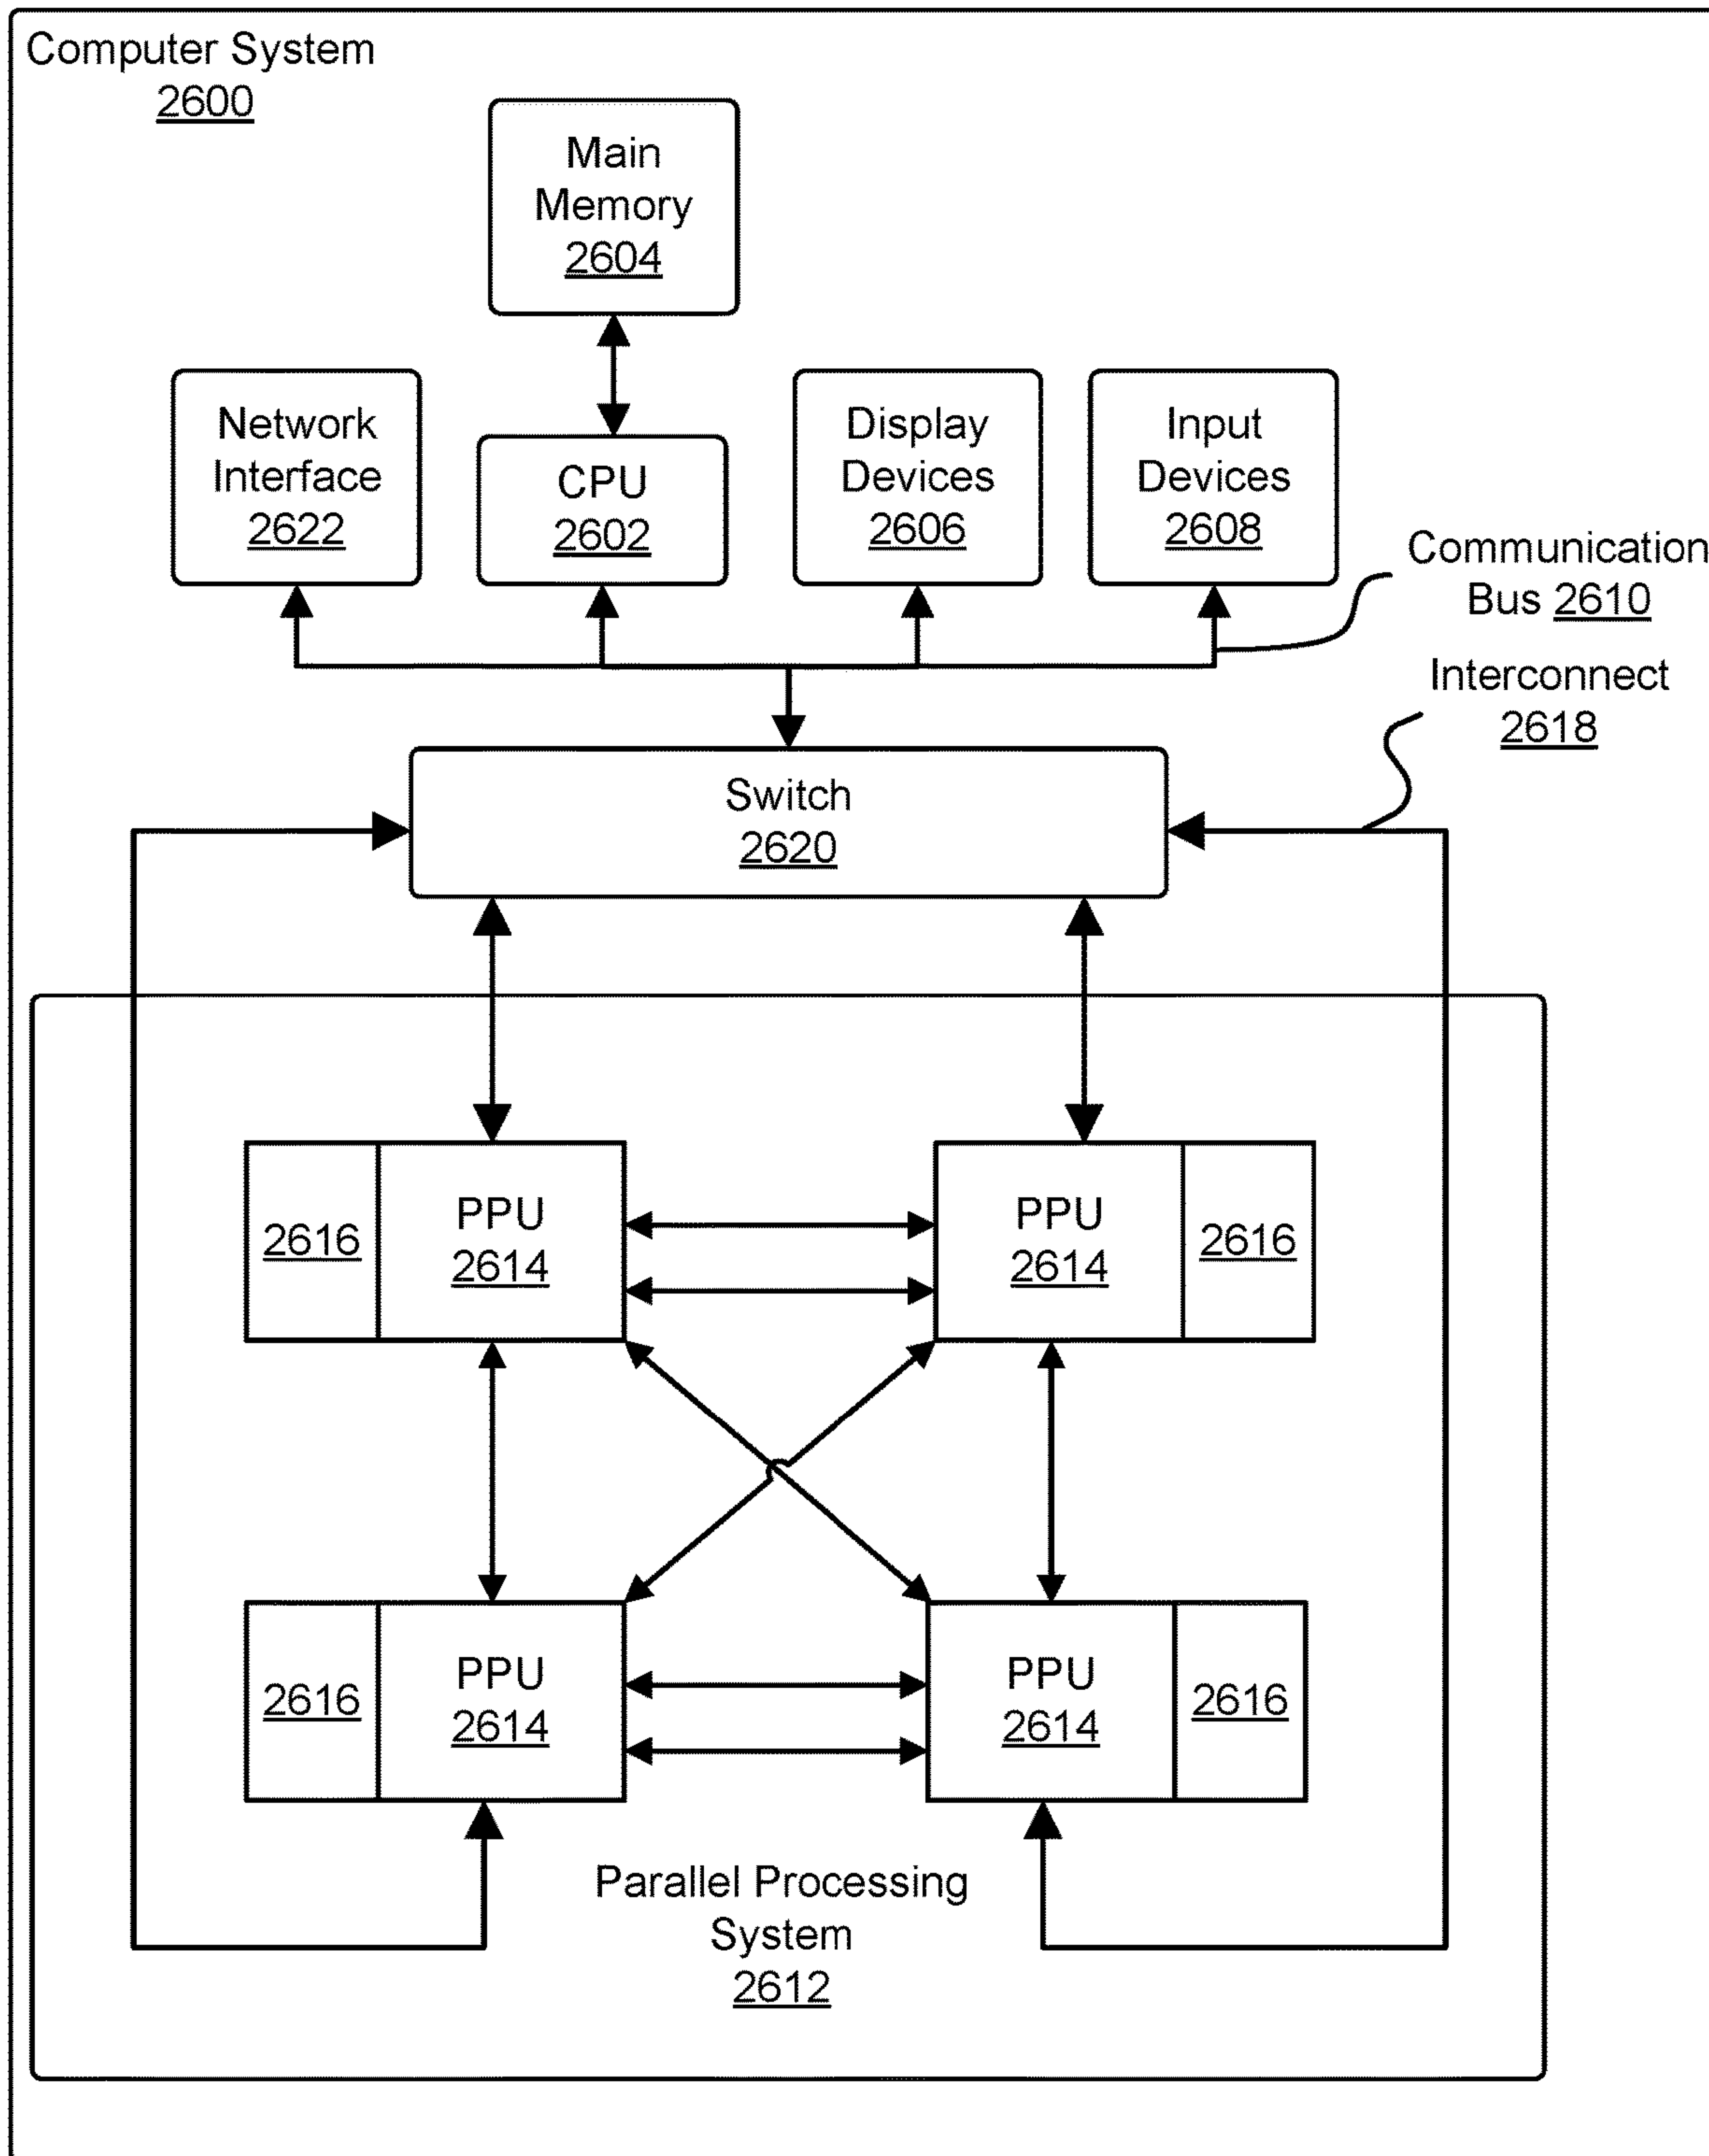 Computer System
2600
Main
Memory
2604
Network
Interface
2622
CPU
2602
Display
Devices
2606
Input
Devices
2608
Communication
Bus 2610
Interconnect
2618
Switch
2620
2616
PPU
2614
PPU
2614
2616
2616
PPU
2614
PPU
2614
2616
Parallel Processing
System
2612